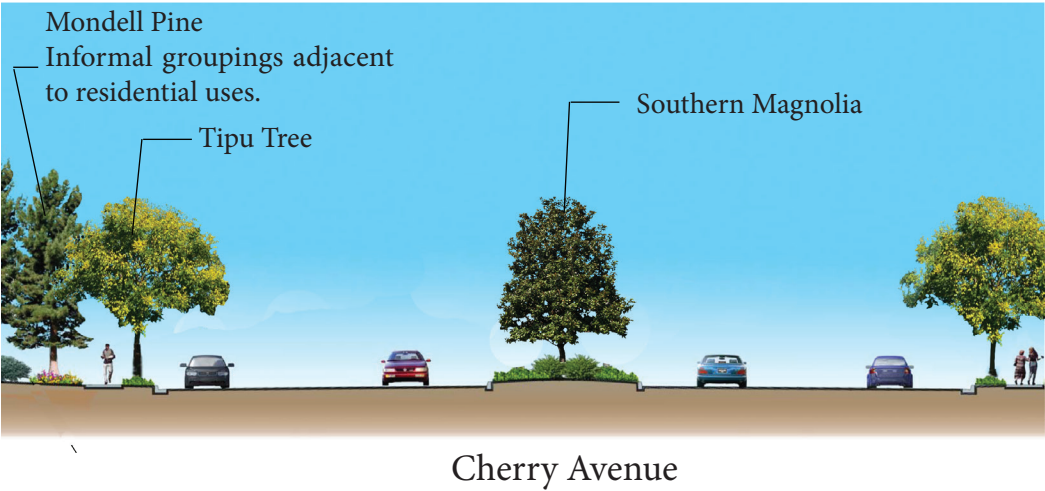 Mondell Pine
Informal groupings adjacent
to residential uses.
Tipu Tree
Southern Magnolia
Cherry Avenue